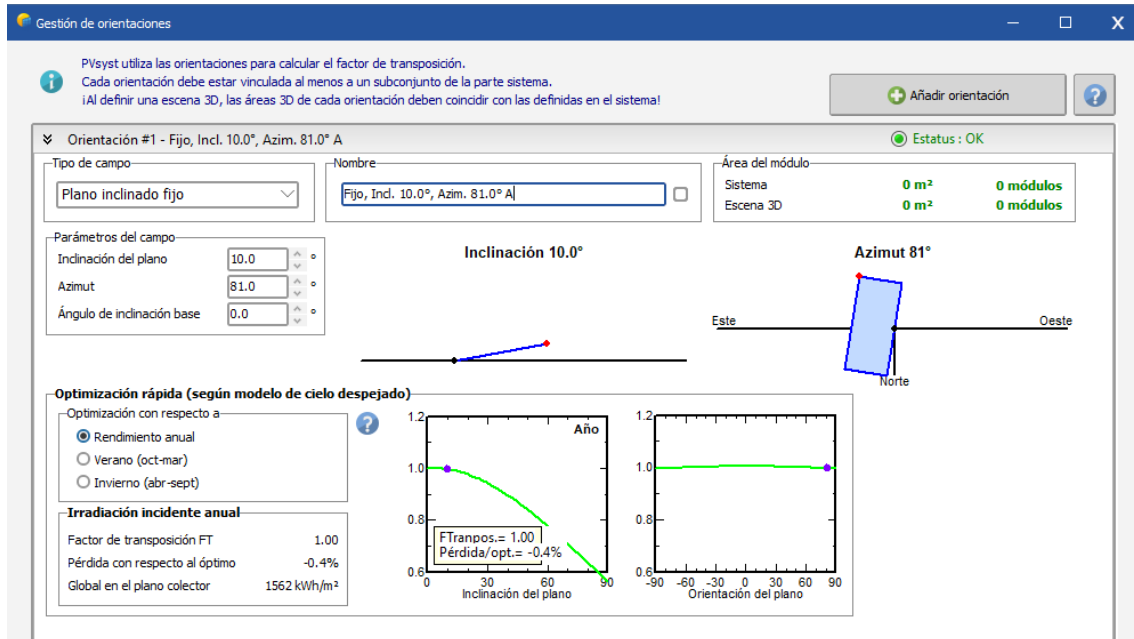 Gestión de orientaciones
PVsyst utiliza las orientaciones para calcular el factor de transposición.
Cada orientación debe estar vinculada al menos a un subconjunto de la parte sistema.
¡Al definir una escena 3D, las áreas 3D de cada orientación deben coincidir con las definidas en el sistema!
Añadir orientación
Orientación #1 - Fijo, Incl. 10.0°, Azim. 81.0° A
Estatus : OK
Tipo de campo
Plano inclinado fijo
Nombre
Fijo, Incl. 10.0°, Azim. 81.0° A
Área del módulo
Sistema 0 m² 0 módulos
Escena 3D 0 m² 0 módulos
Parámetros del campo
Inclinación del plano 10.0 °
Azimut 81.0 °
Ángulo de inclinación base 0.0 °
Inclinación 10.0°
Azimut 81°
Este
Oeste
Norte
Optimización rápida (según modelo de cielo despejado)
Optimización con respecto a
Rendimiento anual
Verano (oct-mar)
Invierno (abr-sept)
Irradiación incidente anual
Factor de transposición FT 1.00
Pérdida con respecto al óptimo -0.4%
Global en el plano colector 1562 kWh/m²
?
Año
1.2
1.0
0.8
0.6
FTranpos.= 1.00
Pérdida/opt.= -0.4%
0 30 60 90
Inclinación del plano
1.2
1.0
0.8
0.6
-90 -60 -30 0 30 60 90
Orientación del plano